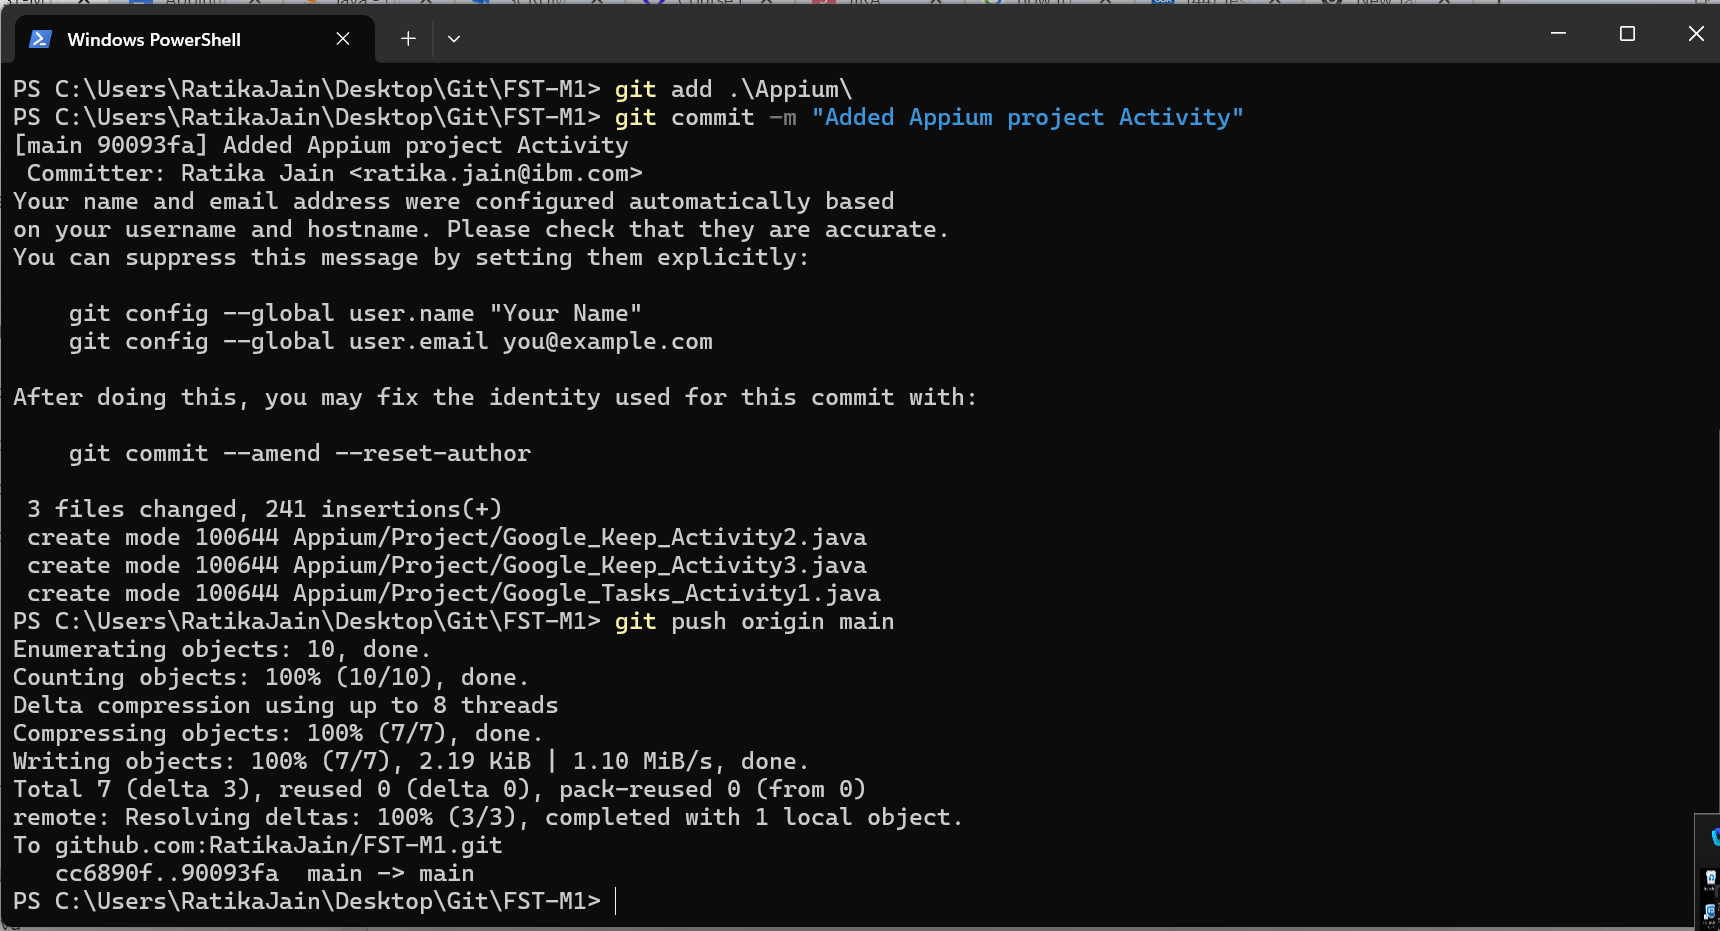 Windows PowerShell
PS C:\Users\RatikaJain\Desktop\Git\FST-M1> git add .\Appium\
PS C:\Users\RatikaJain\Desktop\Git\FST-M1> git commit -m "Added Appium project Activity"
[main 90093fa] Added Appium project Activity
 Committer: Ratika Jain <ratika.jain@ibm.com>
Your name and email address were configured automatically based
on your username and hostname. Please check that they are accurate.
You can suppress this message by setting them explicitly:
    git config --global user.name "Your Name"
    git config --global user.email you@example.com
After doing this, you may fix the identity used for this commit with:
    git commit --amend --reset-author
 3 files changed, 241 insertions(+)
 create mode 100644 Appium/Project/Google_Keep_Activity2.java
 create mode 100644 Appium/Project/Google_Keep_Activity3.java
 create mode 100644 Appium/Project/Google_Tasks_Activity1.java
PS C:\Users\RatikaJain\Desktop\Git\FST-M1> git push origin main
Enumerating objects: 10, done.
Counting objects: 100% (10/10), done.
Delta compression using up to 8 threads
Compressing objects: 100% (7/7), done.
Writing objects: 100% (7/7), 2.19 KiB | 1.10 MiB/s, done.
Total 7 (delta 3), reused 0 (delta 0), pack-reused 0 (from 0)
remote: Resolving deltas: 100% (3/3), completed with 1 local object.
To github.com:RatikaJain/FST-M1.git
   cc6890f..90093fa  main -> main
PS C:\Users\RatikaJain\Desktop\Git\FST-M1>